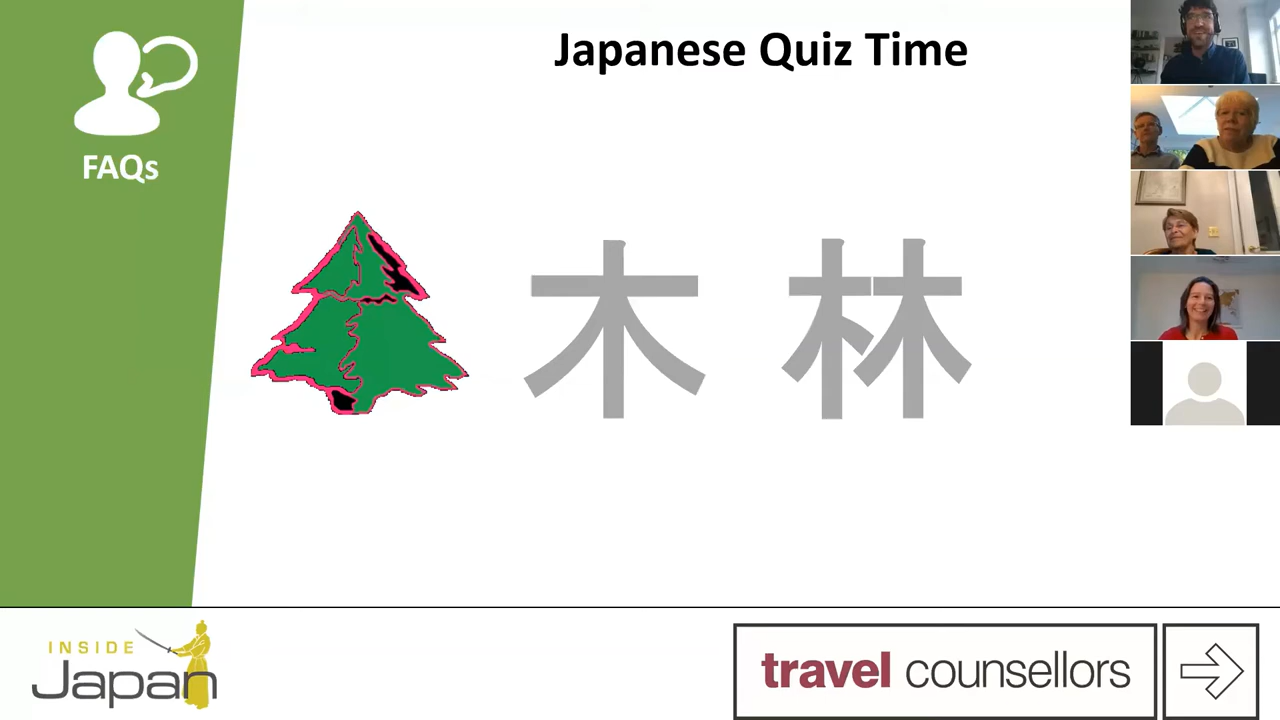 Japanese Quiz Time
FAQs
木 林
INSIDE
Japan
travel counsellors